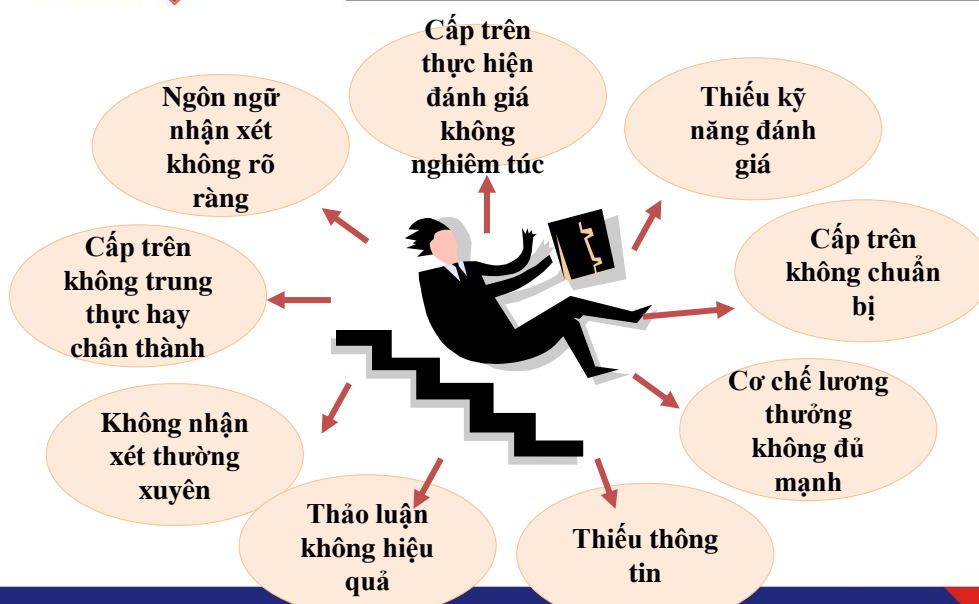 Cấp trên
thực hiện
đánh giá
không
nghiêm túc
Ngôn ngữ
nhận xét
không rõ
ràng
Thiếu kỹ
năng đánh
giá
Cấp trên
không trung
thực hay
chân thành
Cấp trên
không chuẩn
bị
Không nhận
xét thường
xuyên
Cơ chế lương
thưởng
không đủ
mạnh
Thảo luận
không hiệu
quả
Thiếu thông
tin